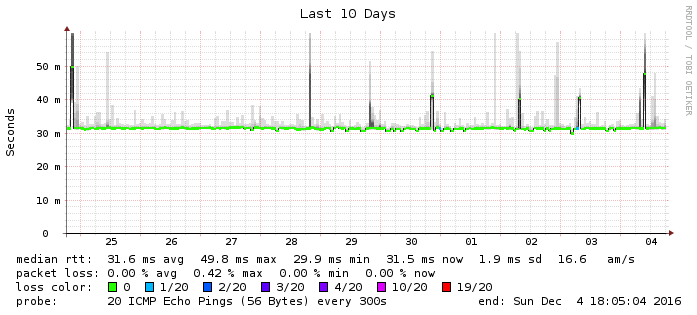 Last 10 Days
RRDTOOL / TOBI OETIKER
Seconds
50 m
40 m
30 m
20 m
10 m
0
25 26 27 28 29 30 01 02 03 04
median rtt: 31.6 ms avg 49.8 ms max 29.9 ms min 31.5 ms now 1.9 ms sd 16.6 am/s
packet loss: 0.00 % avg 0.42 % max 0.00 % min 0.00 % now
loss color: 0 1/20 2/20 3/20 4/20 10/20 19/20
probe: 20 ICMP Echo Pings (56 Bytes) every 300s end: Sun Dec 4 18:05:04 2016